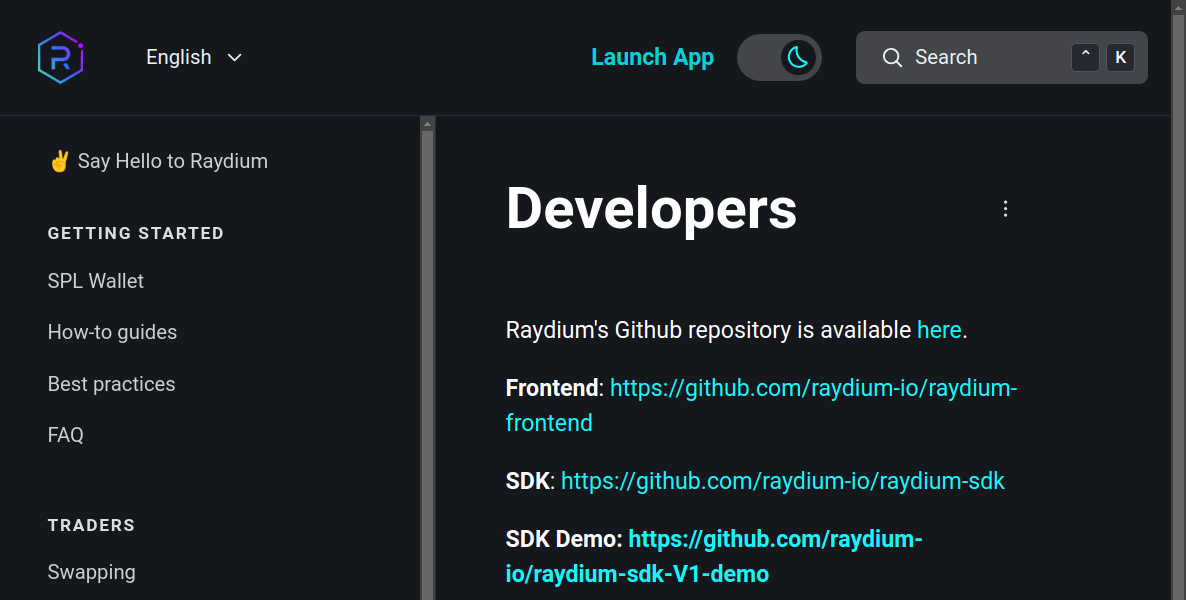 English
Launch App
Search
^ K
✌️ Say Hello to Raydium
GETTING STARTED
SPL Wallet
How-to guides
Best practices
FAQ
TRADERS
Swapping
Developers
Raydium's Github repository is available here.
Frontend: https://github.com/raydium-io/raydium-
frontend
SDK: https://github.com/raydium-io/raydium-sdk
SDK Demo: https://github.com/raydium-
io/raydium-sdk-V1-demo